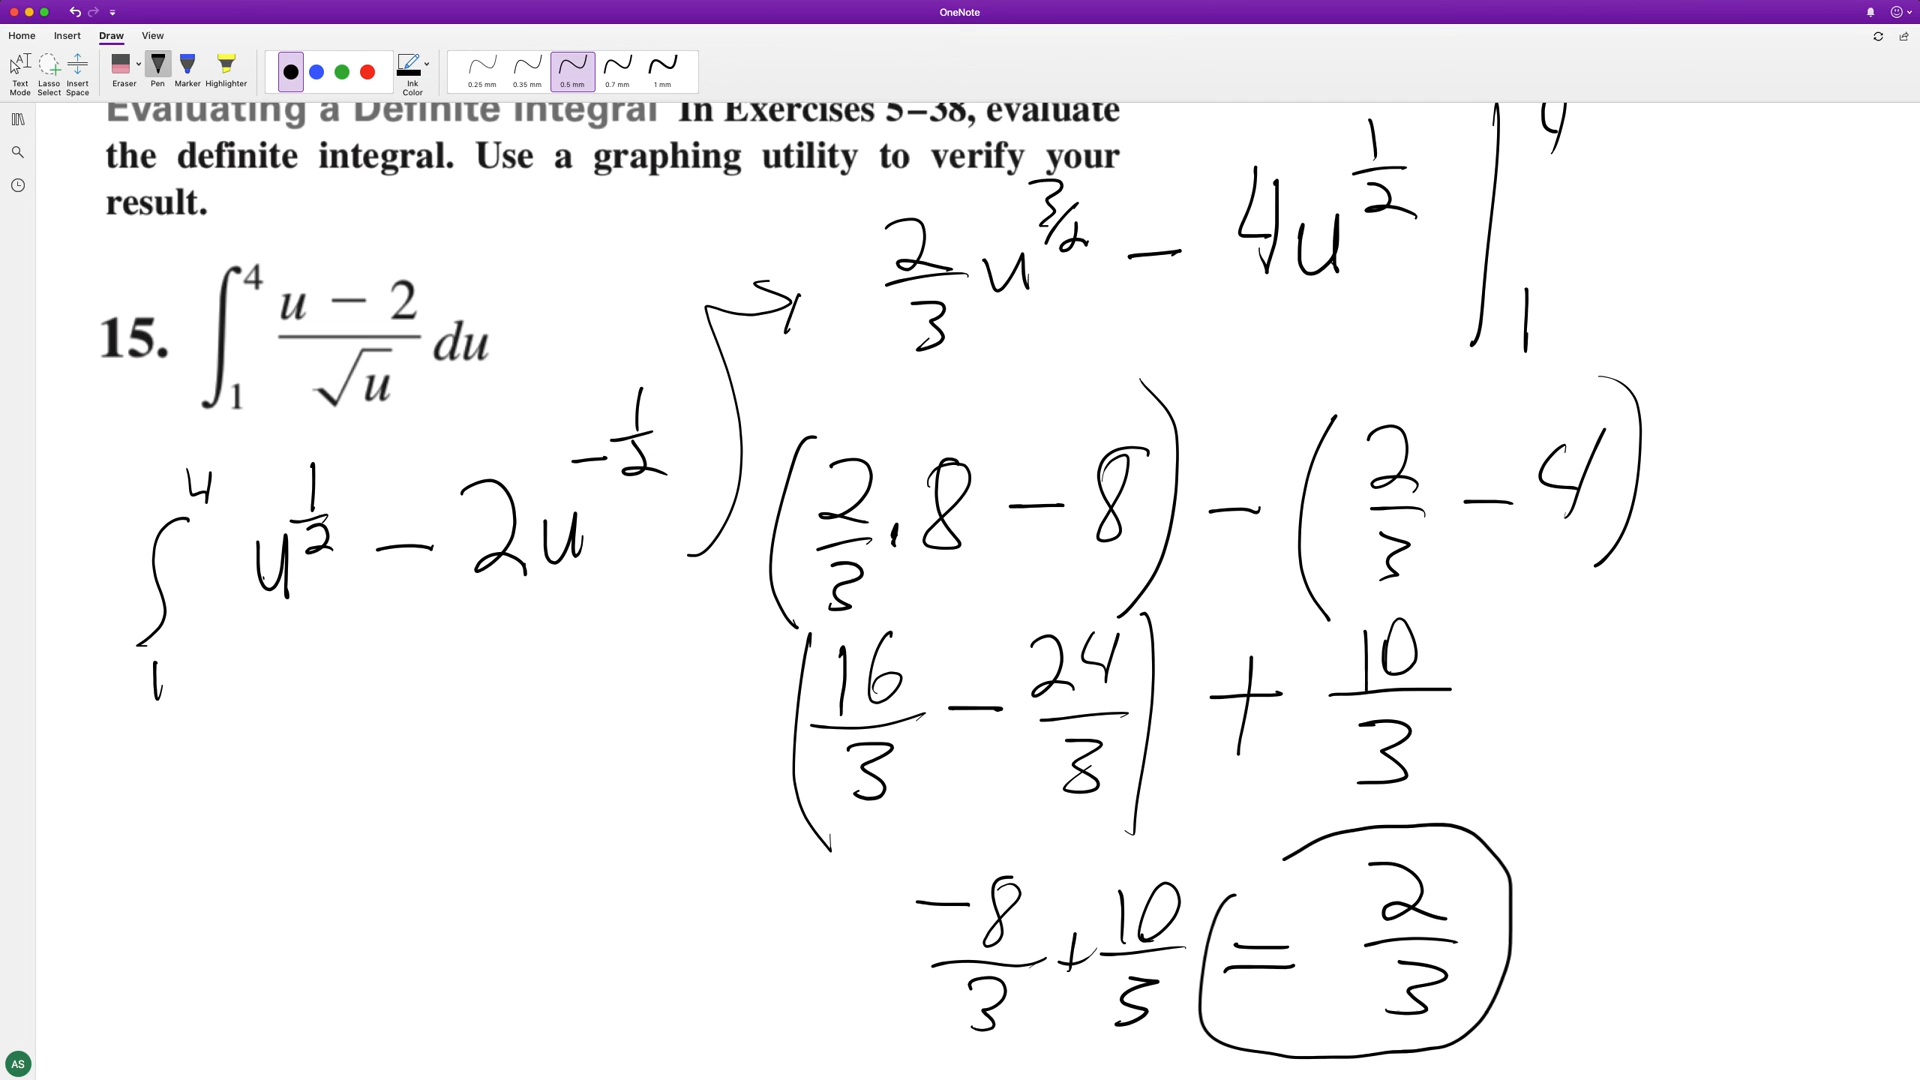 OneNote
Home Insert Draw View
Text Mode Lasso Select Insert Space Eraser Pen Marker Highlighter Ink Color 0.25 mm 0.35 mm 0.5 mm 0.7 mm 1 mm
Evaluating a Definite Integral In Exercises 5–38, evaluate
the definite integral. Use a graphing utility to verify your
result.
15. ∫₁⁴ (u − 2)/√u du
∫₁⁴ u^(1/2) − 2u^(−1/2)
2/3 u^(3/2) − 4u^(1/2) |₁⁴
(2/3 · 8 − 8) − (2/3 − 4)
(16/3 − 24/3) + 10/3
−8/3 + 10/3 = 2/3
AS